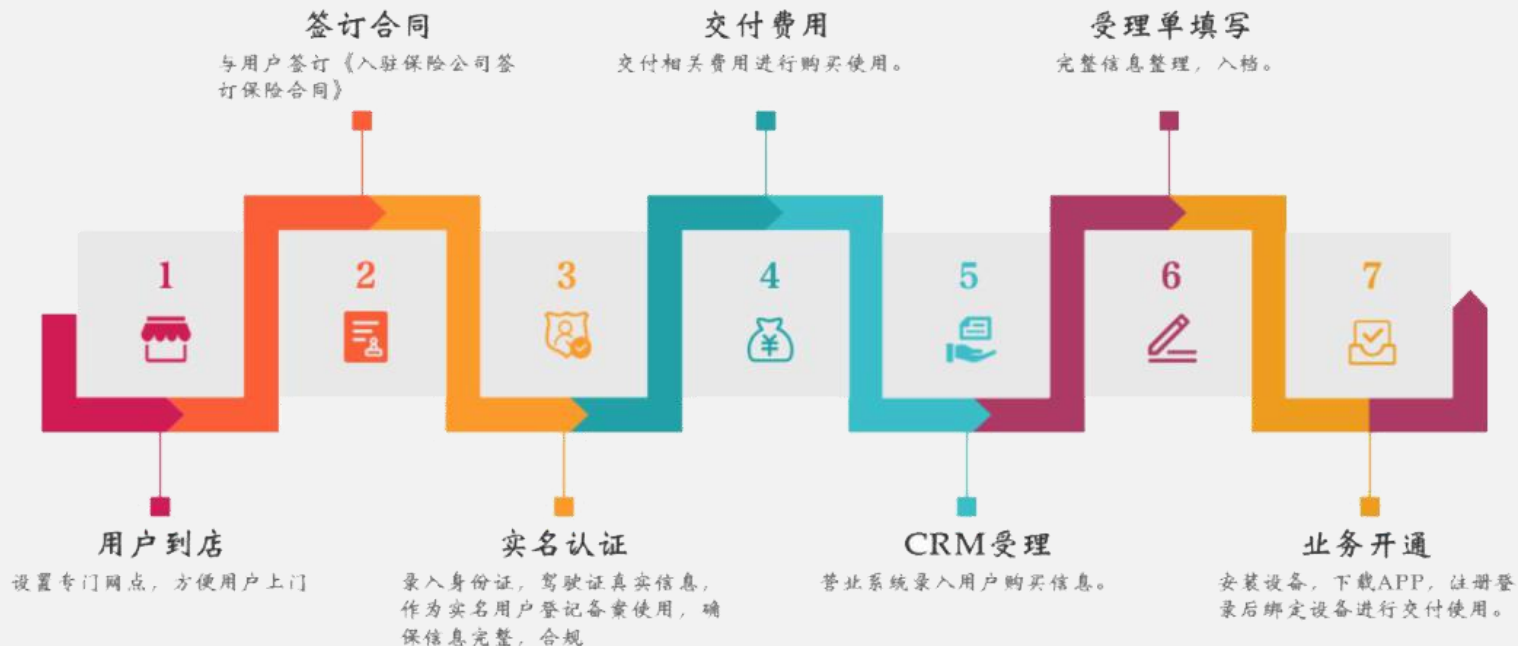 签订合同
与用户签订《入驻保险公司签
订保险合同》
交付费用
交付相关费用进行购买使用。
受理单填写
完整信息整理，入档。
1
2
3
4
5
6
7
¥
用户到店
设置专门网点，方便用户上门
实名认证
录入身份证，驾驶证真实信息，
作为实名用户登记备案使用，确
保信息完整，合规
CRM受理
营业系统录入用户购买信息。
业务开通
安装设备，下载APP，注册登
录后绑定设备进行交付使用。